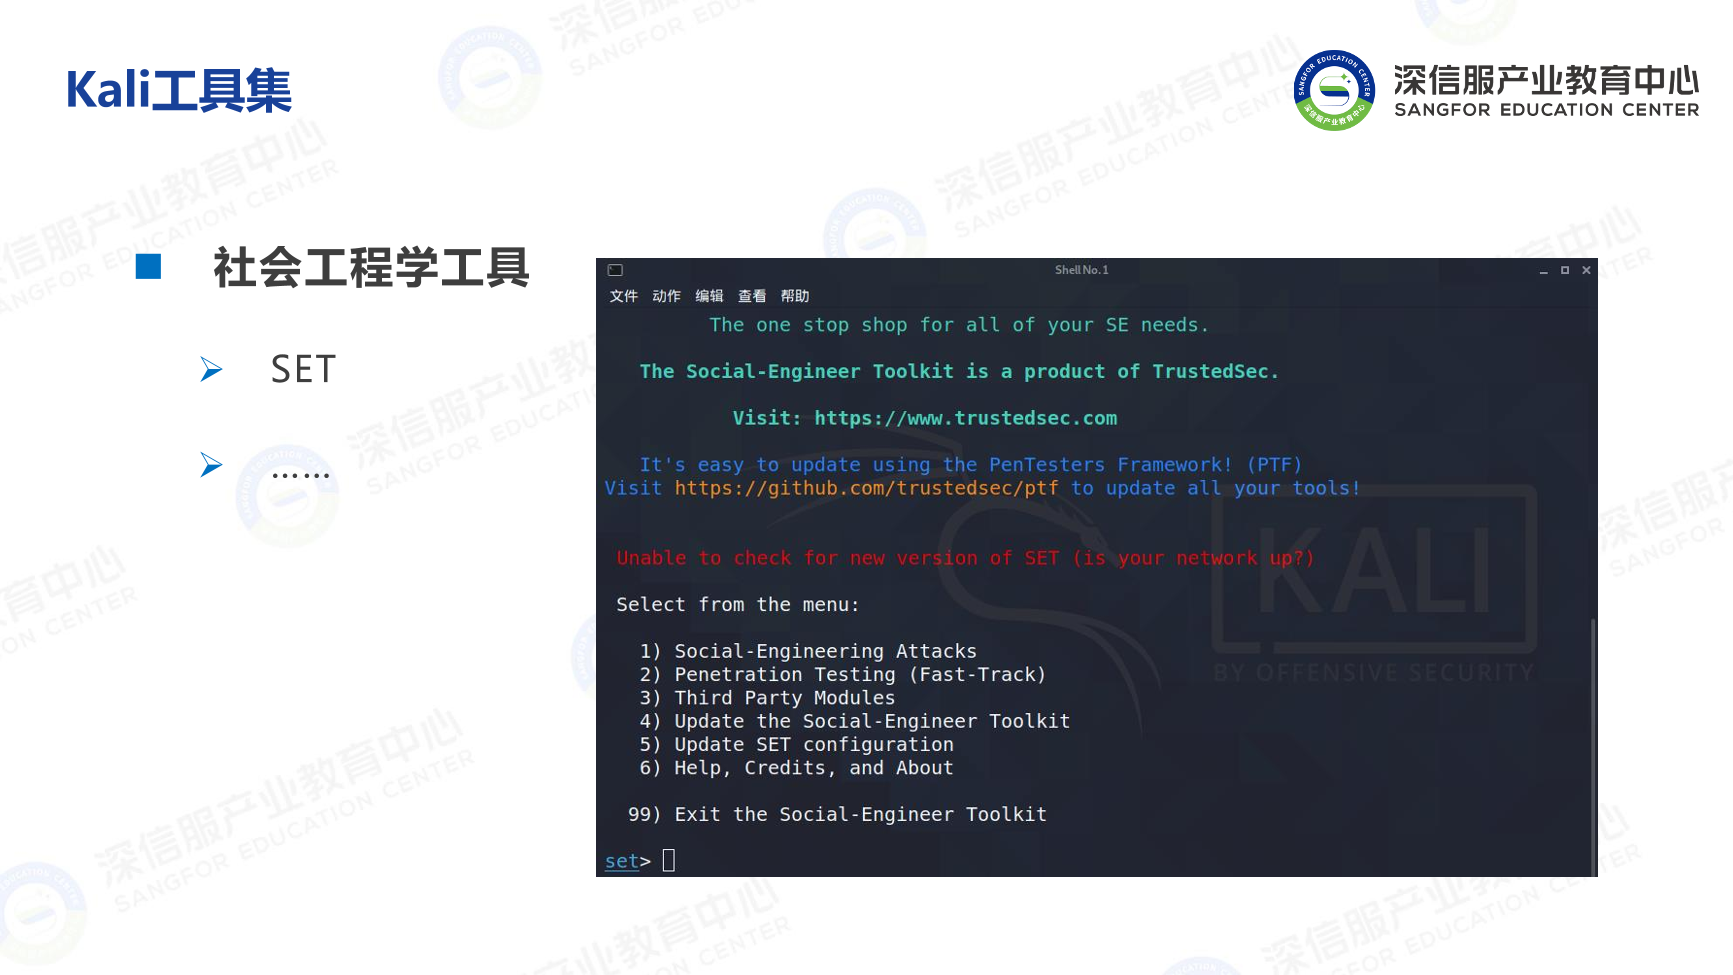 Kali工具集
深信服产业教育中心
SANGFOR EDUCATION CENTER
社会工程学工具
SET
……
Shell No.1
文件 动作 编辑 查看 帮助
The one stop shop for all of your SE needs.
The Social-Engineer Toolkit is a product of TrustedSec.
Visit: https://www.trustedsec.com
It's easy to update using the PenTesters Framework! (PTF)
Visit https://github.com/trustedsec/ptf to update all your tools!
Unable to check for new version of SET (is your network up?)
Select from the menu:
1) Social-Engineering Attacks
2) Penetration Testing (Fast-Track)
3) Third Party Modules
4) Update the Social-Engineer Toolkit
5) Update SET configuration
6) Help, Credits, and About
99) Exit the Social-Engineer Toolkit
set>
KALI
BY OFFENSIVE SECURITY